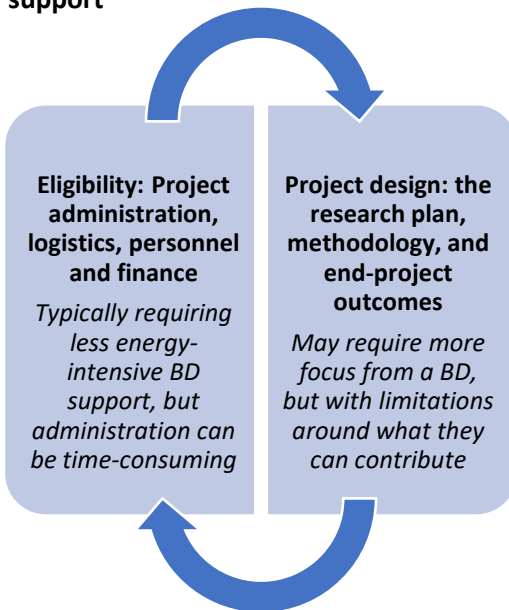 support
Eligibility: Project
administration,
logistics, personnel
and finance
Typically requiring
less energy-
intensive BD
support, but
administration can
be time-consuming
Project design: the
research plan,
methodology, and
end-project
outcomes
May require more
focus from a BD,
but with limitations
around what they
can contribute